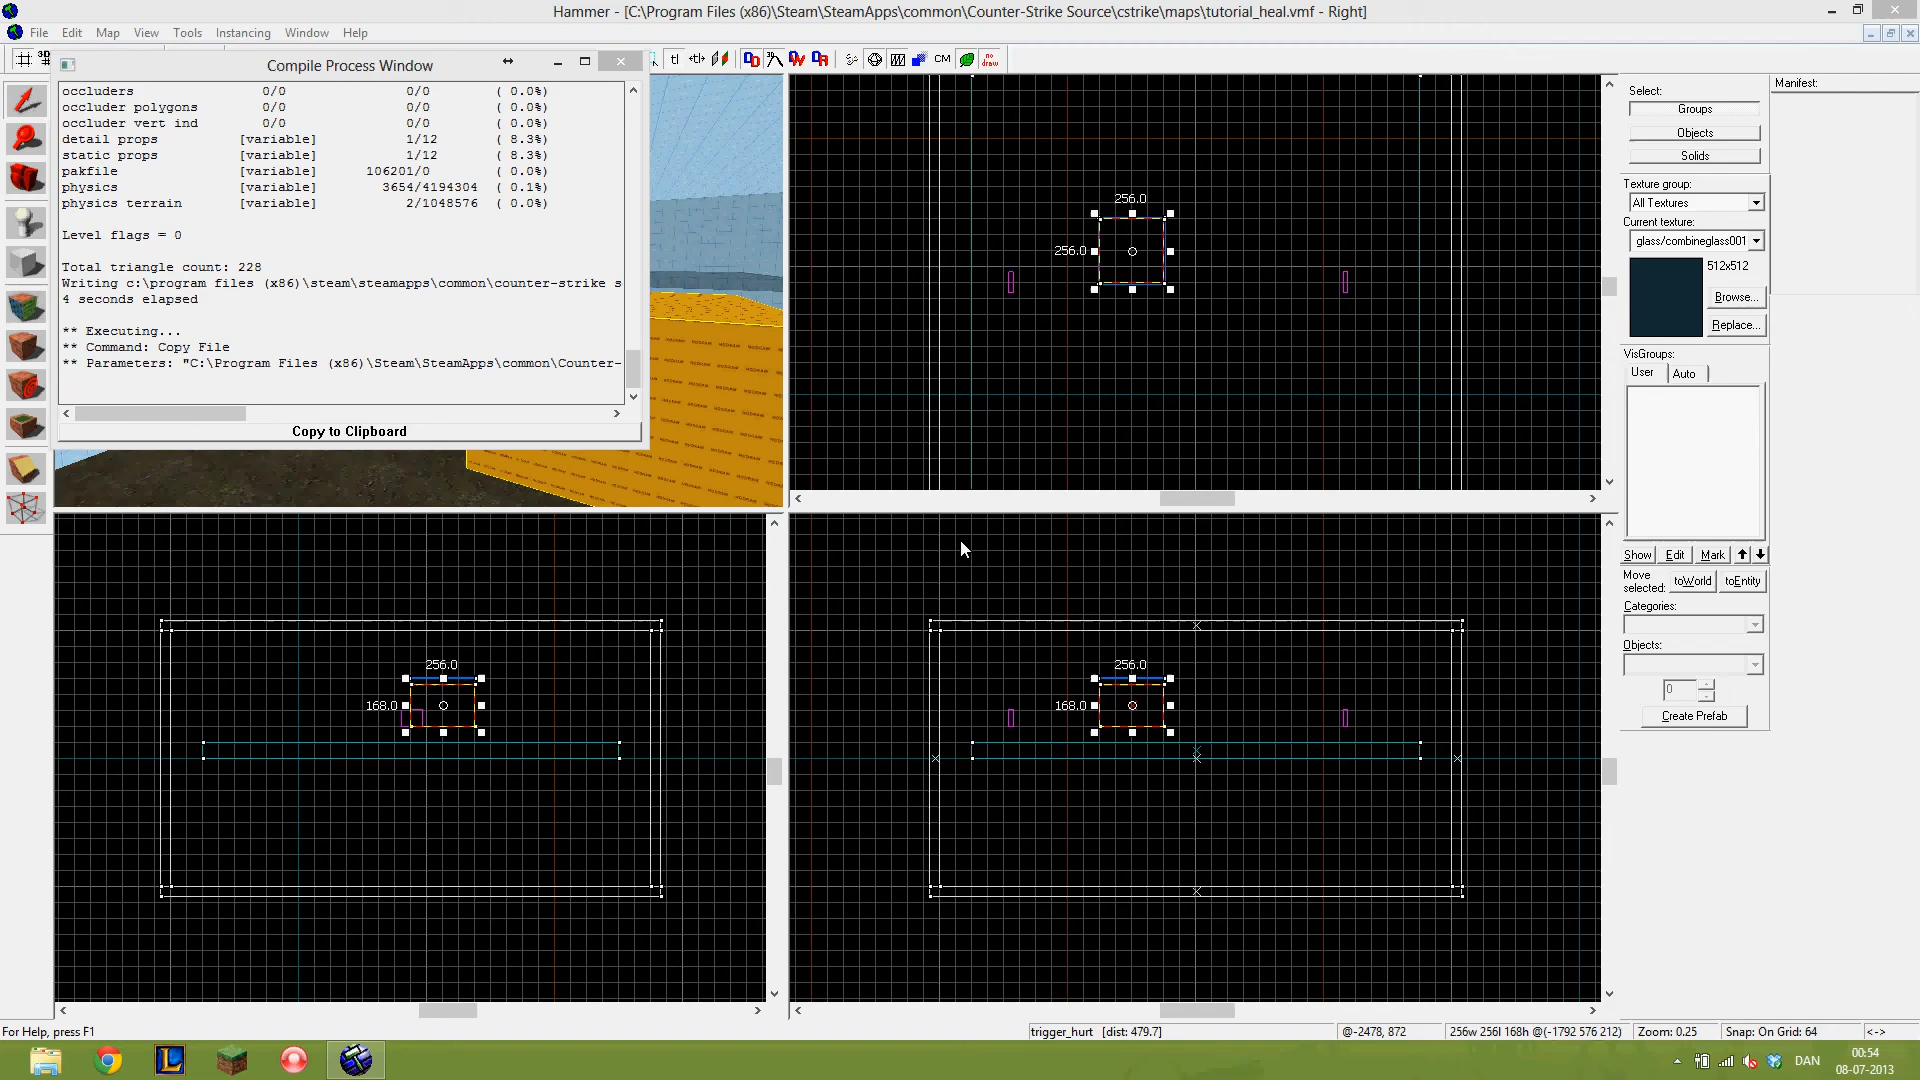 Hammer - [C:\Program Files (x86)\Steam\SteamApps\common\Counter-Strike Source\cstrike\maps\tutorial_heal.vmf - Right]
File Edit Map View Tools Instancing Window Help
3D
tl
CM
no draw
Compile Process Window
occluders 0/0 0/0 ( 0.0%)
occluder polygons 0/0 0/0 ( 0.0%)
occluder vert ind 0/0 0/0 ( 0.0%)
detail props [variable] 1/12 ( 8.3%)
static props [variable] 1/12 ( 8.3%)
pakfile [variable] 106201/0 ( 0.0%)
physics [variable] 3654/4194304 ( 0.1%)
physics terrain [variable] 2/1048576 ( 0.0%)
Level flags = 0
Total triangle count: 228
Writing c:\program files (x86)\steam\steamapps\common\counter-strike s
4 seconds elapsed
** Executing...
** Command: Copy File
** Parameters: "C:\Program Files (x86)\Steam\SteamApps\common\Counter-
Copy to Clipboard
256.0
256.0
256.0
168.0
256.0
168.0
Select:
Groups
Objects
Solids
Texture group:
All Textures
Current texture:
glass/combineglass001
512x512
Browse...
Replace...
VisGroups:
User Auto
Show Edit Mark
Move selected: toWorld toEntity
Categories:
Objects:
0
Create Prefab
Manifest:
For Help, press F1
trigger_hurt [dist: 479.7]
@-2478, 872
256w 256l 168h @(-1792 576 212)
Zoom: 0.25
Snap: On Grid: 64
<->
DAN
00:54
08-07-2013